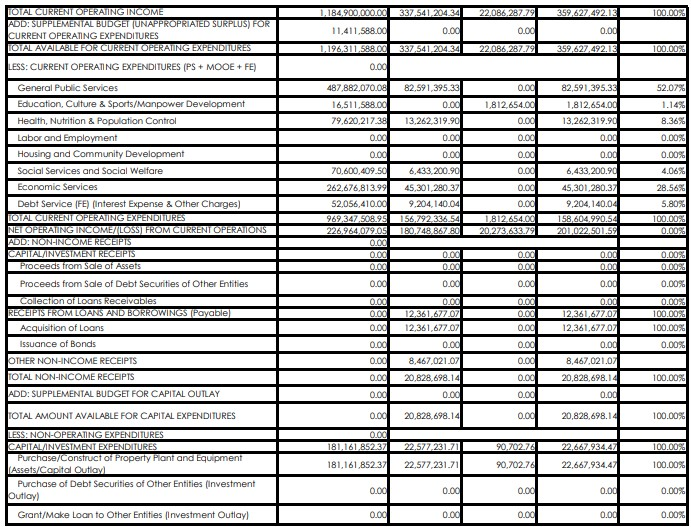 TOTAL CURRENT OPERATING INCOME 1,184,900,000.00 337,541,204.34 22,086,287.79 359,627,492.13 100.00%
ADD: SUPPLEMENTAL BUDGET (UNAPPROPRIATED SURPLUS) FOR
CURRENT OPERATING EXPENDITURES 11,411,588.00 0.00 0.00 0.00 0.00%
TOTAL AVAILABLE FOR CURRENT OPERATING EXPENDITURES 1,196,311,588.00 337,541,204.34 22,086,287.79 359,627,492.13 100.00%
LESS: CURRENT OPERATING EXPENDITURES (PS + MOOE + FE) 0.00
General Public Services 487,882,070.08 82,591,395.33 0.00 82,591,395.33 52.07%
Education, Culture & Sports/Manpower Development 16,511,588.00 0.00 1,812,654.00 1,812,654.00 1.14%
Health, Nutrition & Population Control 79,620,217.38 13,262,319.90 0.00 13,262,319.90 8.36%
Labor and Employment 0.00 0.00 0.00 0.00 0.00%
Housing and Community Development 0.00 0.00 0.00 0.00 0.00%
Social Services and Social Welfare 70,600,409.50 6,433,200.90 0.00 6,433,200.90 4.06%
Economic Services 262,676,813.99 45,301,280.37 0.00 45,301,280.37 28.56%
Debt Service (FE) (Interest Expense & Other Charges) 52,056,410.00 9,204,140.04 0.00 9,204,140.04 5.80%
TOTAL CURRENT OPERATING EXPENDITURES 969,347,508.95 156,792,336.54 1,812,654.00 158,604,990.54 100.00%
NET OPERATING INCOME/(LOSS) FROM CURRENT OPERATIONS 226,964,079.05 180,748,867.80 20,273,633.79 201,022,501.59 0.00%
ADD: NON-INCOME RECEIPTS 0.00
CAPITAL/INVESTMENT RECEIPTS 0.00 0.00 0.00 0.00 0.00%
Proceeds from Sale of Assets 0.00 0.00 0.00 0.00 0.00%
Proceeds from Sale of Debt Securities of Other Entities 0.00 0.00 0.00 0.00 0.00%
Collection of Loans Receivables 0.00 0.00 0.00 0.00 0.00%
RECEIPTS FROM LOANS AND BORROWINGS (Payable) 0.00 12,361,677.07 0.00 12,361,677.07 100.00%
Acquisition of Loans 0.00 12,361,677.07 0.00 12,361,677.07 100.00%
Issuance of Bonds 0.00 0.00 0.00 0.00 0.00%
OTHER NON-INCOME RECEIPTS 0.00 8,467,021.07 0.00 8,467,021.07
TOTAL NON-INCOME RECEIPTS 0.00 20,828,698.14 0.00 20,828,698.14 100.00%
ADD: SUPPLEMENTAL BUDGET FOR CAPITAL OUTLAY 0.00 0.00 0.00 0.00 0.00%
TOTAL AMOUNT AVAILABLE FOR CAPITAL EXPENDITURES 0.00 20,828,698.14 0.00 20,828,698.14 100.00%
LESS: NON-OPERATING EXPENDITURES 0.00
CAPITAL/INVESTMENT EXPENDITURES 181,161,852.37 22,577,231.71 90,702.76 22,667,934.47 100.00%
Purchase/Construct of Property Plant and Equipment
(Assets/Capital Outlay) 181,161,852.37 22,577,231.71 90,702.76 22,667,934.47 100.00%
Purchase of Debt Securities of Other Entities (Investment
Outlay) 0.00 0.00 0.00 0.00 0.00%
Grant/Make Loan to Other Entities (Investment Outlay) 0.00 0.00 0.00 0.00 0.00%